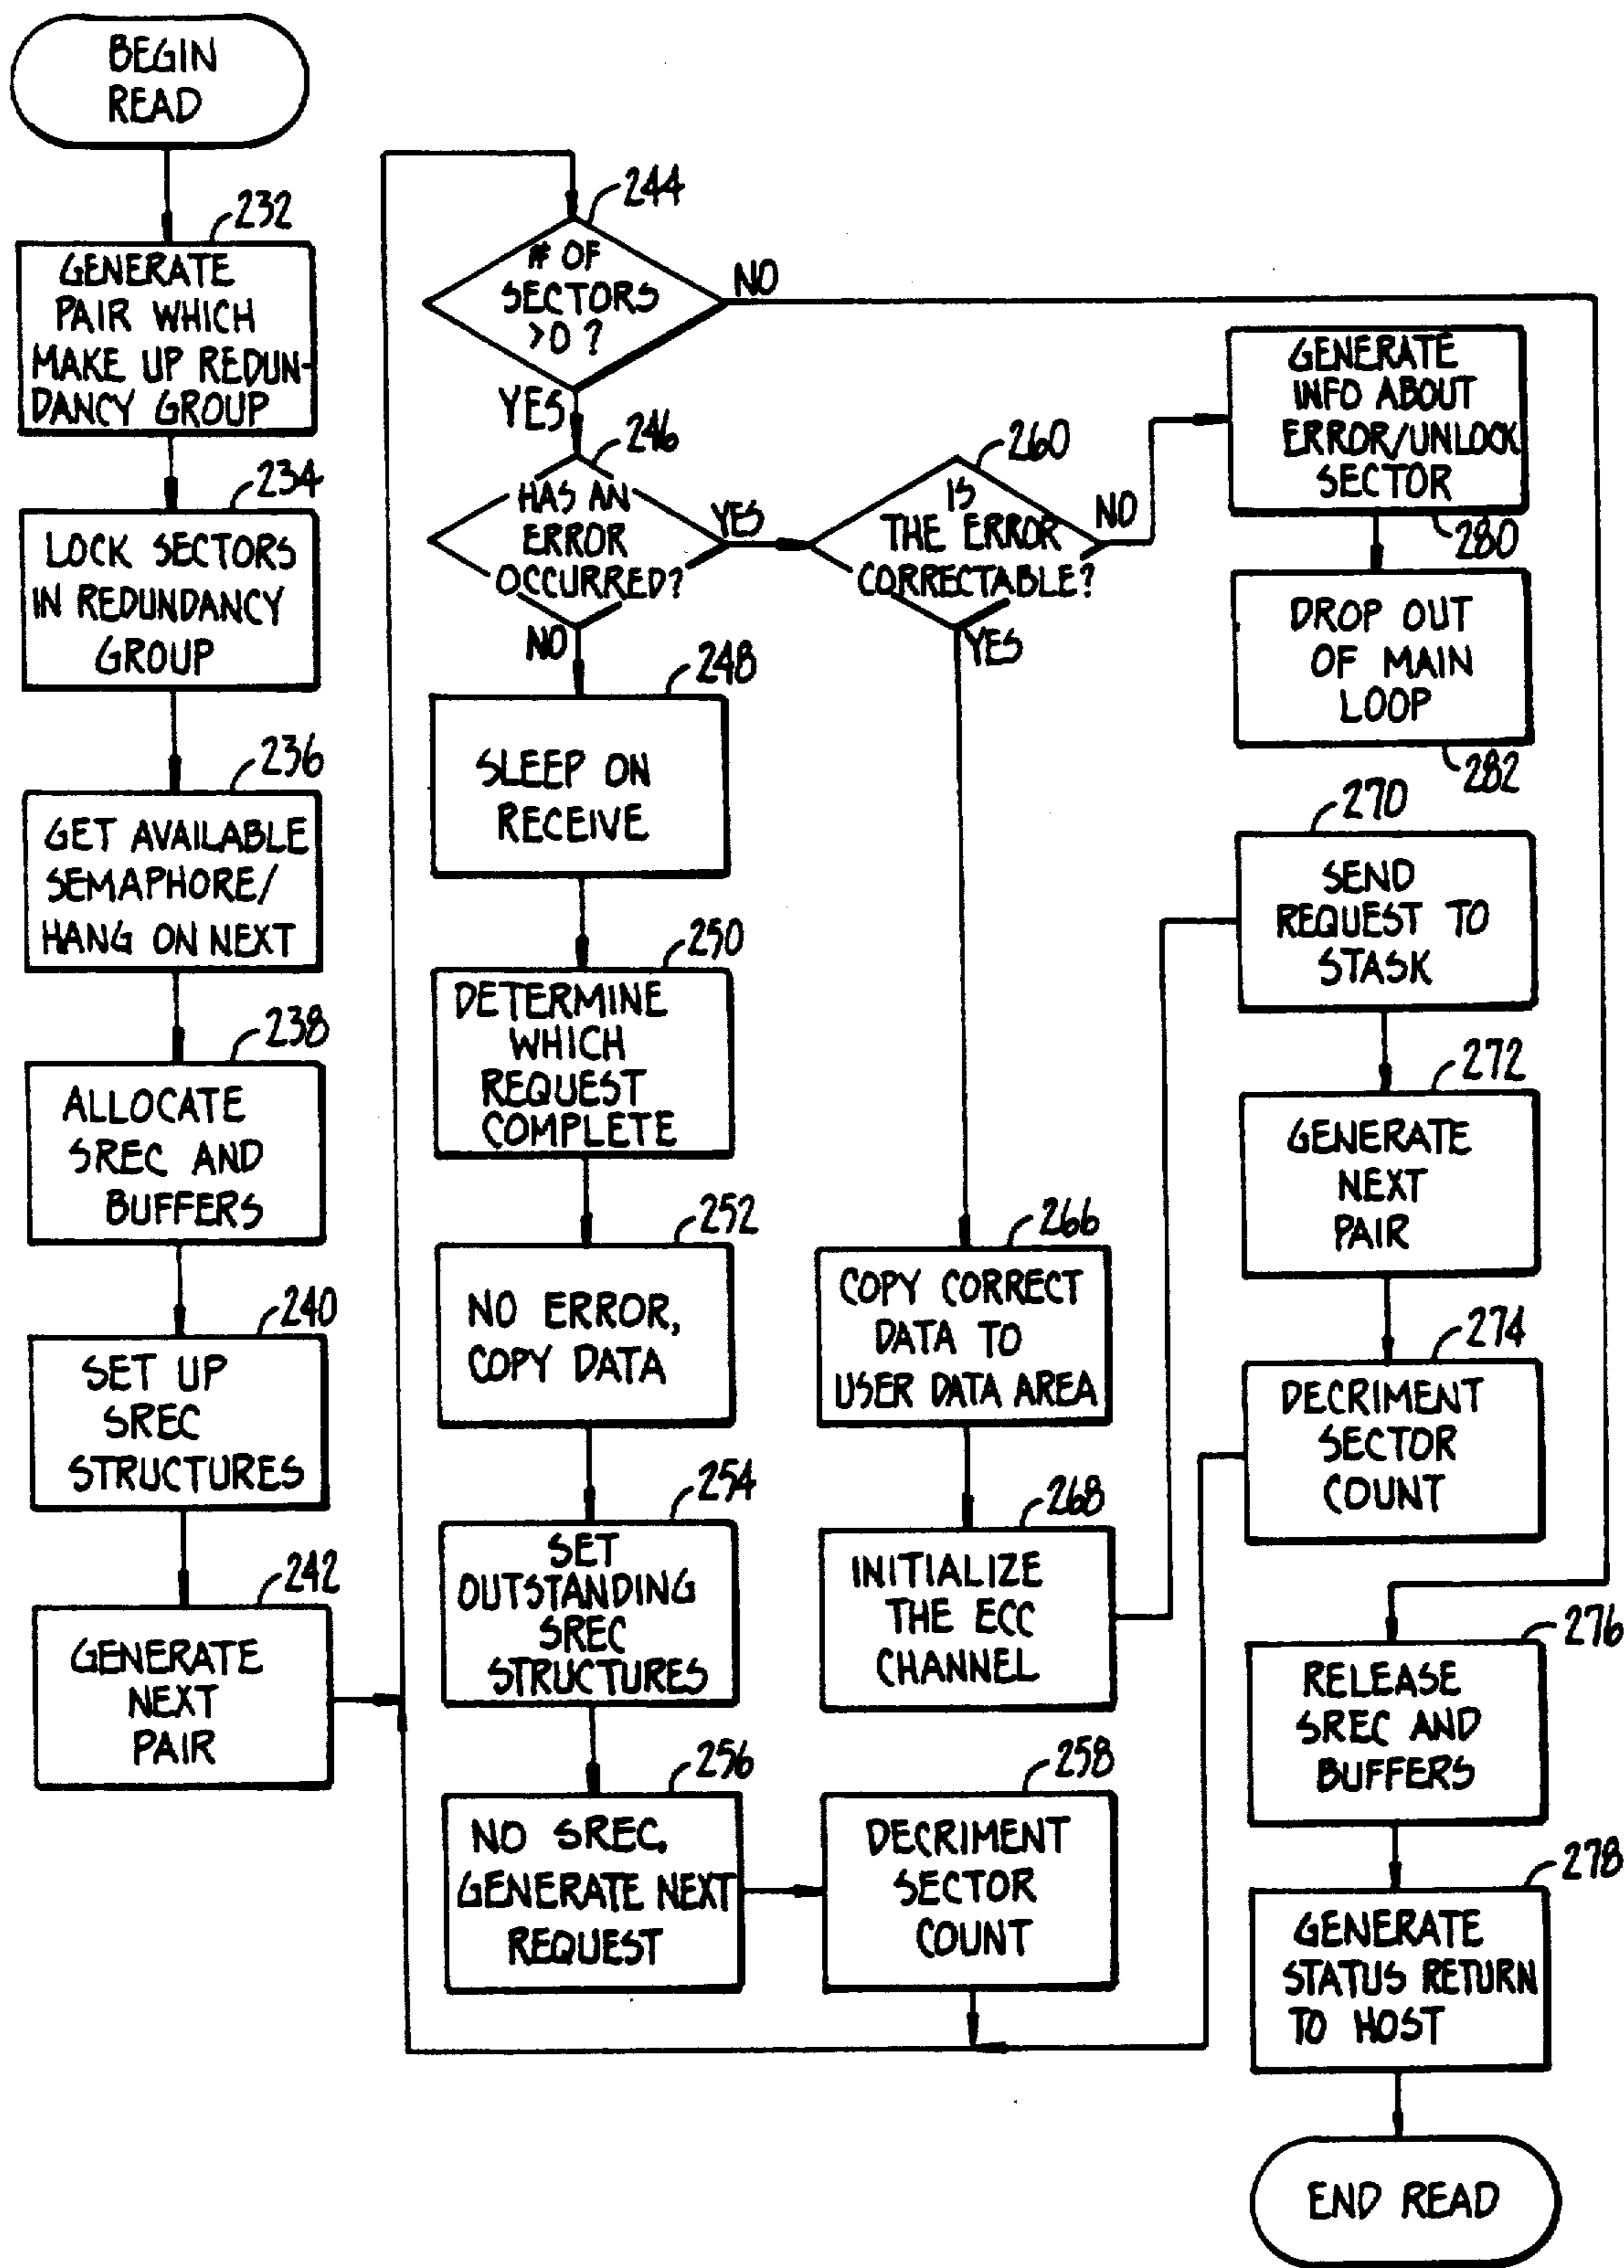 BEGIN
READ
232
GENERATE
PAIR WHICH
MAKE UP REDUN-
DANCY GROUP
234
LOCK SECTORS
IN REDUNDANCY
GROUP
236
GET AVAILABLE
SEMAPHORE/
HANG ON NEXT
238
ALLOCATE
SREC AND
BUFFERS
240
SET UP
SREC
STRUCTURES
242
GENERATE
NEXT
PAIR
244
# OF
SECTORS
>0 ?
NO
YES
246
HAS AN
ERROR
OCCURRED?
YES
NO
248
SLEEP ON
RECEIVE
250
DETERMINE
WHICH
REQUEST
COMPLETE
252
NO ERROR,
COPY DATA
254
SET
OUTSTANDING
SREC
STRUCTURES
256
NO SREC,
GENERATE NEXT
REQUEST
258
DECRIMENT
SECTOR
COUNT
260
IS
THE ERROR
CORRECTABLE?
NO
YES
266
COPY CORRECT
DATA TO
USER DATA AREA
268
INITIALIZE
THE ECC
CHANNEL
GENERATE
INFO ABOUT
ERROR/UNLOCK
SECTOR
280
DROP OUT
OF MAIN
LOOP
282
270
SEND
REQUEST TO
STASK
272
GENERATE
NEXT
PAIR
274
DECRIMENT
SECTOR
COUNT
276
RELEASE
SREC AND
BUFFERS
278
GENERATE
STATUS RETURN
TO HOST
END READ